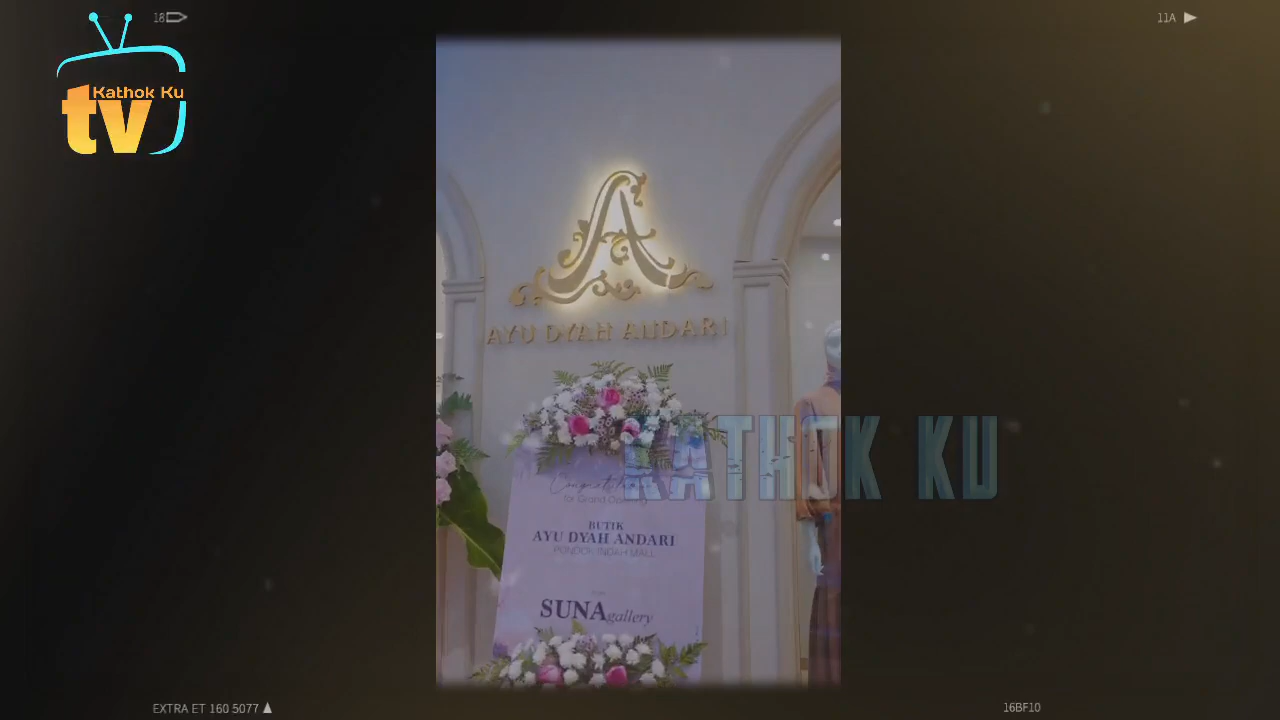 18
11A
Kathok Ku
tv
AYU DYAH ANDARI
KATHOK KU
Congratulations
for Grand Opening
BUTIK
AYU DYAH ANDARI
PONDOK INDAH MALL
SUNA gallery
EXTRA ET 160 5077
16BF10